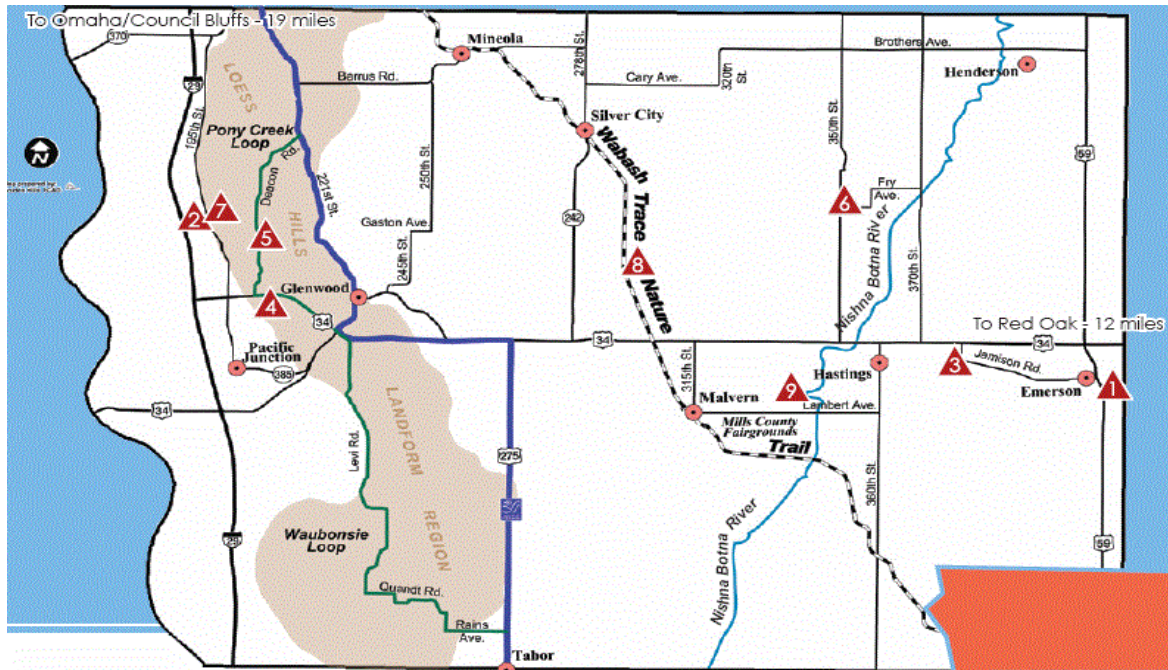 To Omaha/Council Bluffs - 19 miles
370
Mineola
278th St.
Brothers Ave.
Henderson
LOESS
29
Barrus Rd.
Cary Ave.
320th St.
195th St.
Pony Creek
Loop
Silver City
350th St.
59
N
Deacon Rd.
221st St.
250th St.
Wabash Trace
Fry
Ave.
2
7
5
HILLS
Gaston Ave.
245th St.
242
6
Nishna Botna River
370th St.
8
Nature
Glenwood
4
34
To Red Oak - 12 miles
34
34
Pacific
Junction
385
315th St.
Hastings
3
Jamison Rd.
Emerson
1
9
34
Malvern
Lambert Ave.
Mills County
Fairgrounds
Trail
LANDFORM
Levi Rd.
275
360th St.
REGION
Waubonsie
Loop
29
Nishna Botna River
59
Quandt Rd.
Rains
Ave.
Tabor